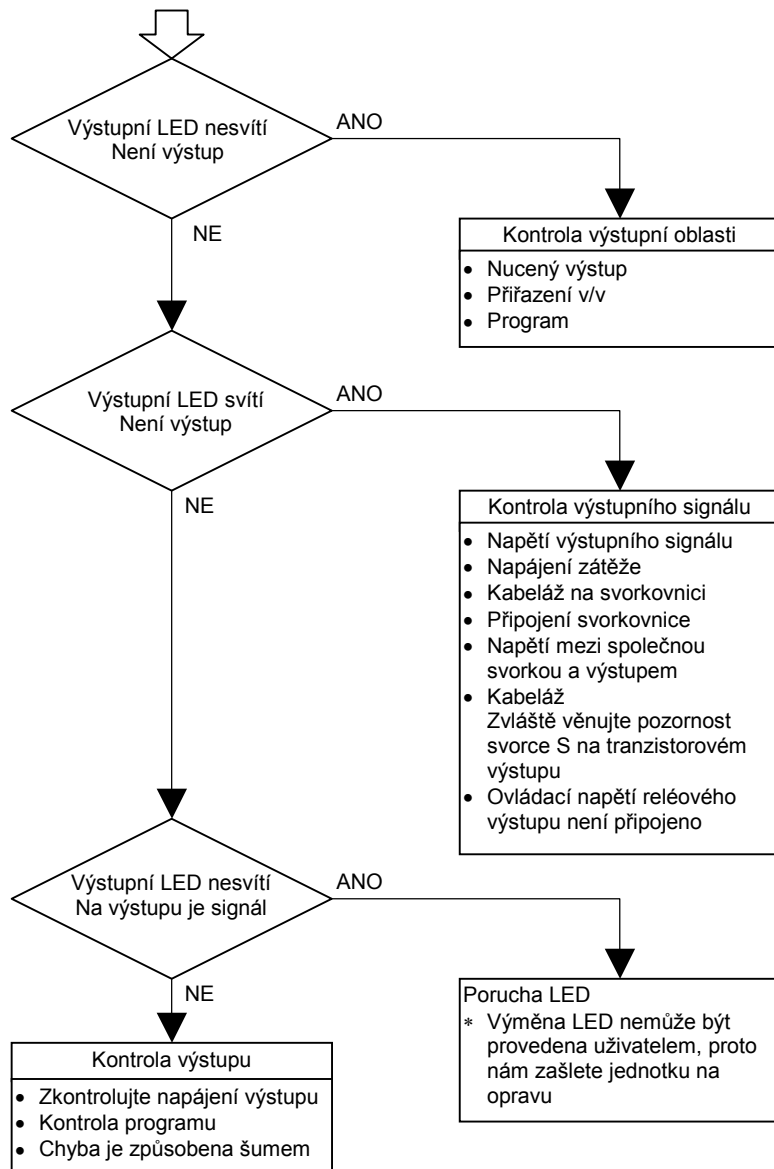 Výstupní LED nesvítí
Není výstup
ANO
NE
Kontrola výstupní oblasti
• Nucený výstup
• Přiřazení v/v
• Program
Výstupní LED svítí
Není výstup
ANO
NE
Kontrola výstupního signálu
• Napětí výstupního signálu
• Napájení zátěže
• Kabeláž na svorkovnici
• Připojení svorkovnice
• Napětí mezi společnou
svorkou a výstupem
• Kabeláž
Zvláště věnujte pozornost
svorce S na tranzistorovém
výstupu
• Ovládací napětí reléového
výstupu není připojeno
Výstupní LED nesvítí
Na výstupu je signál
ANO
NE
Porucha LED
* Výměna LED nemůže být
provedena uživatelem, proto
nám zašlete jednotku na
opravu
Kontrola výstupu
• Zkontrolujte napájení výstupu
• Kontrola programu
• Chyba je způsobena šumem